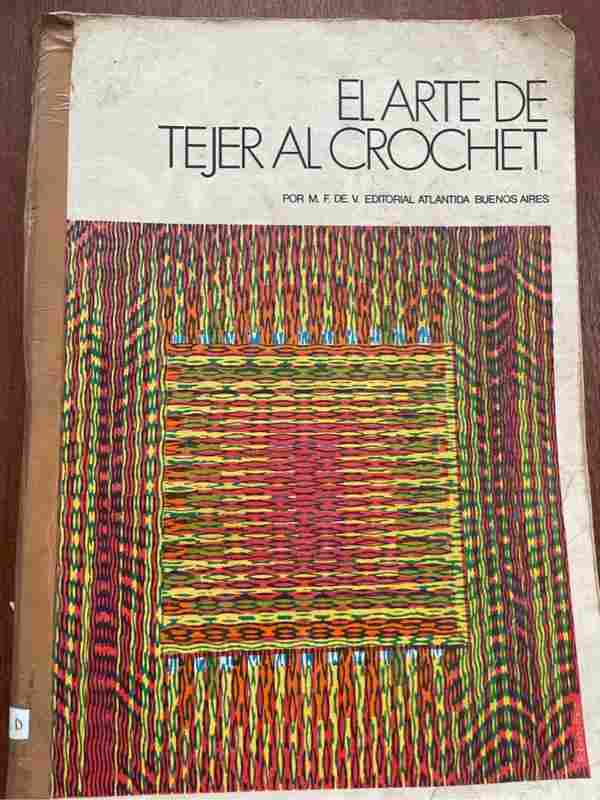 EL ARTE DE
TEJER AL CROCHET
POR M. F. DE V. EDITORIAL ATLANTIDA BUENOS AIRES
D